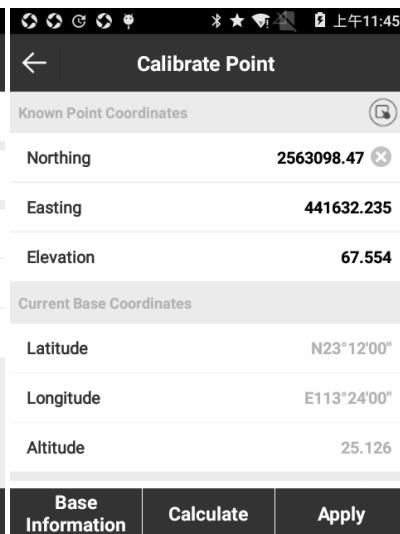 上午11:45
Calibrate Point
Known Point Coordinates
Northing 2563098.47
Easting 441632.235
Elevation 67.554
Current Base Coordinates
Latitude N23°12'00"
Longitude E113°24'00"
Altitude 25.126
Base Information Calculate Apply